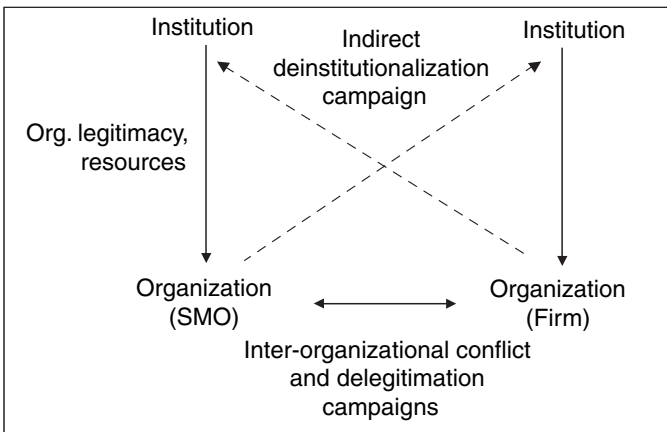 Institution
Indirect
deinstitutionalization
campaign
Institution
Org. legitimacy,
resources
Organization
(SMO)
Organization
(Firm)
Inter-organizational conflict
and delegitimation
campaigns